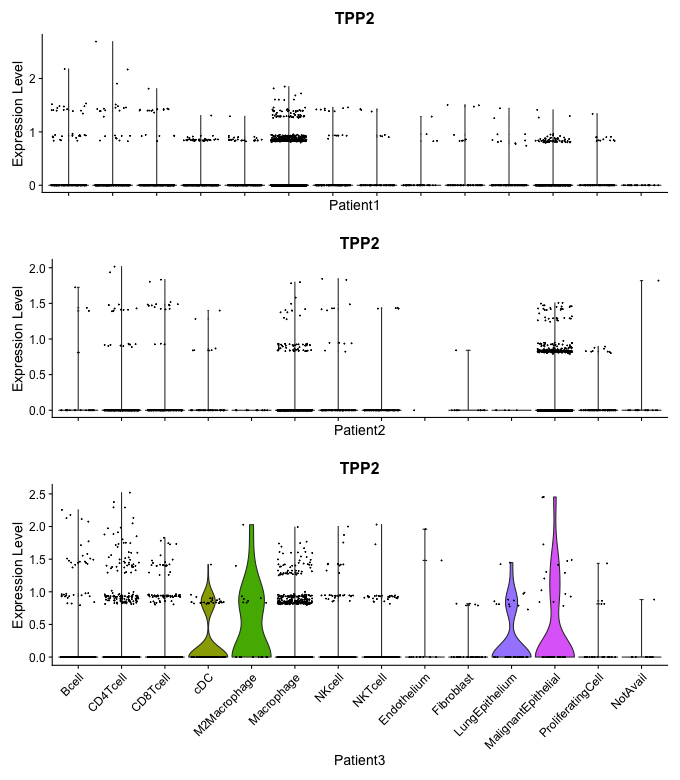 TPP2
Expression Level
2
1
0
Patient1
TPP2
Expression Level
2.0
1.5
1.0
0.5
0.0
Patient2
TPP2
Expression Level
2.5
2.0
1.5
1.0
0.5
0.0
Bcell
CD4Tcell
CD8Tcell
cDC
M2Macrophage
Macrophage
NKcell
NKTcell
Endothelium
Fibroblast
LungEpithelium
MalignantEpithelial
ProliferatingCell
NotAvail
Patient3